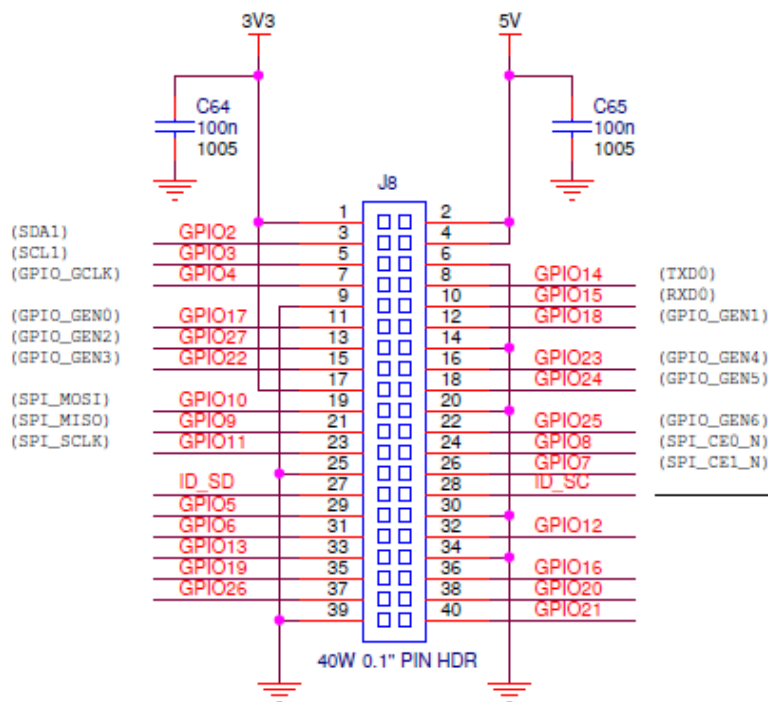 3V3 5V
C64 C65
100n 100n
1005 1005
J8
1 2
(SDA1) GPIO2 3 4
(SCL1) GPIO3 5 6
(GPIO_GCLK) GPIO4 7 8 GPIO14 (TXD0)
9 10 GPIO15 (RXD0)
(GPIO_GEN0) GPIO17 11 12 GPIO18 (GPIO_GEN1)
(GPIO_GEN2) GPIO27 13 14
(GPIO_GEN3) GPIO22 15 16 GPIO23 (GPIO_GEN4)
17 18 GPIO24 (GPIO_GEN5)
(SPI_MOSI) GPIO10 19 20
(SPI_MISO) GPIO9 21 22 GPIO25 (GPIO_GEN6)
(SPI_SCLK) GPIO11 23 24 GPIO8 (SPI_CE0_N)
25 26 GPIO7 (SPI_CE1_N)
ID_SD 27 28 ID_SC
GPIO5 29 30
GPIO6 31 32 GPIO12
GPIO13 33 34
GPIO19 35 36 GPIO16
GPIO26 37 38 GPIO20
39 40 GPIO21
40W 0.1" PIN HDR